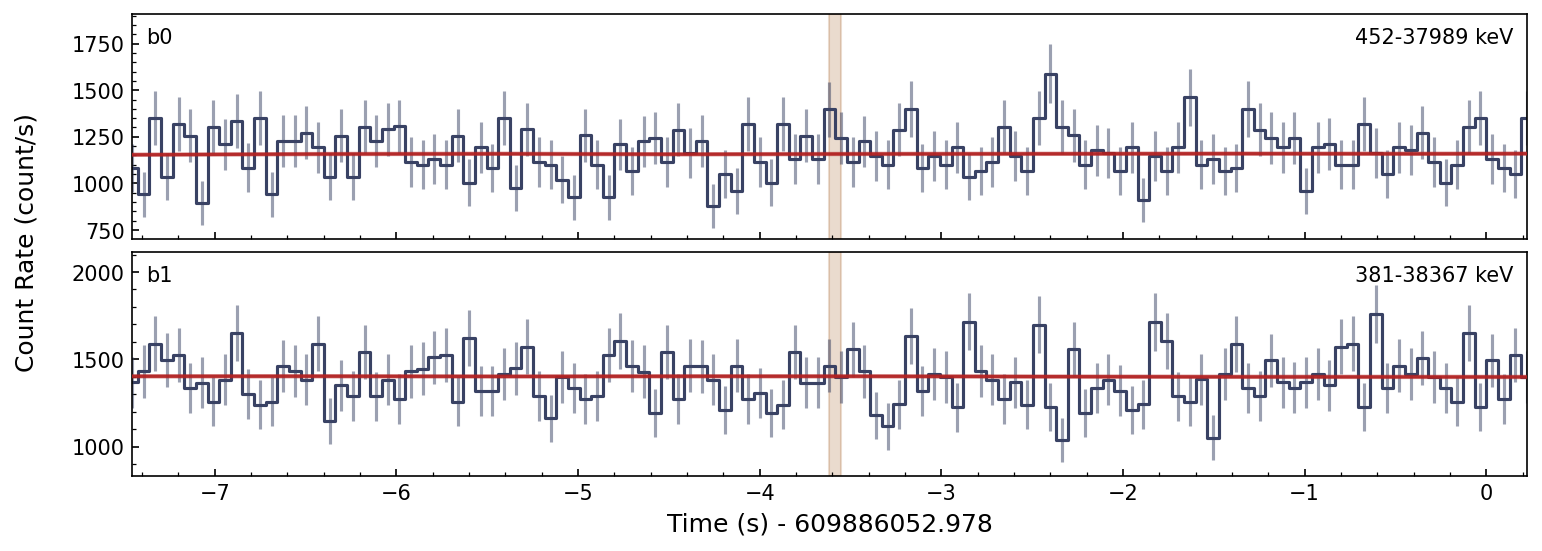 Count Rate (count/s)
b0
452-37989 keV
1750
1500
1250
1000
750
b1
381-38367 keV
2000
1500
1000
−7 −6 −5 −4 −3 −2 −1 0
Time (s) - 609886052.978